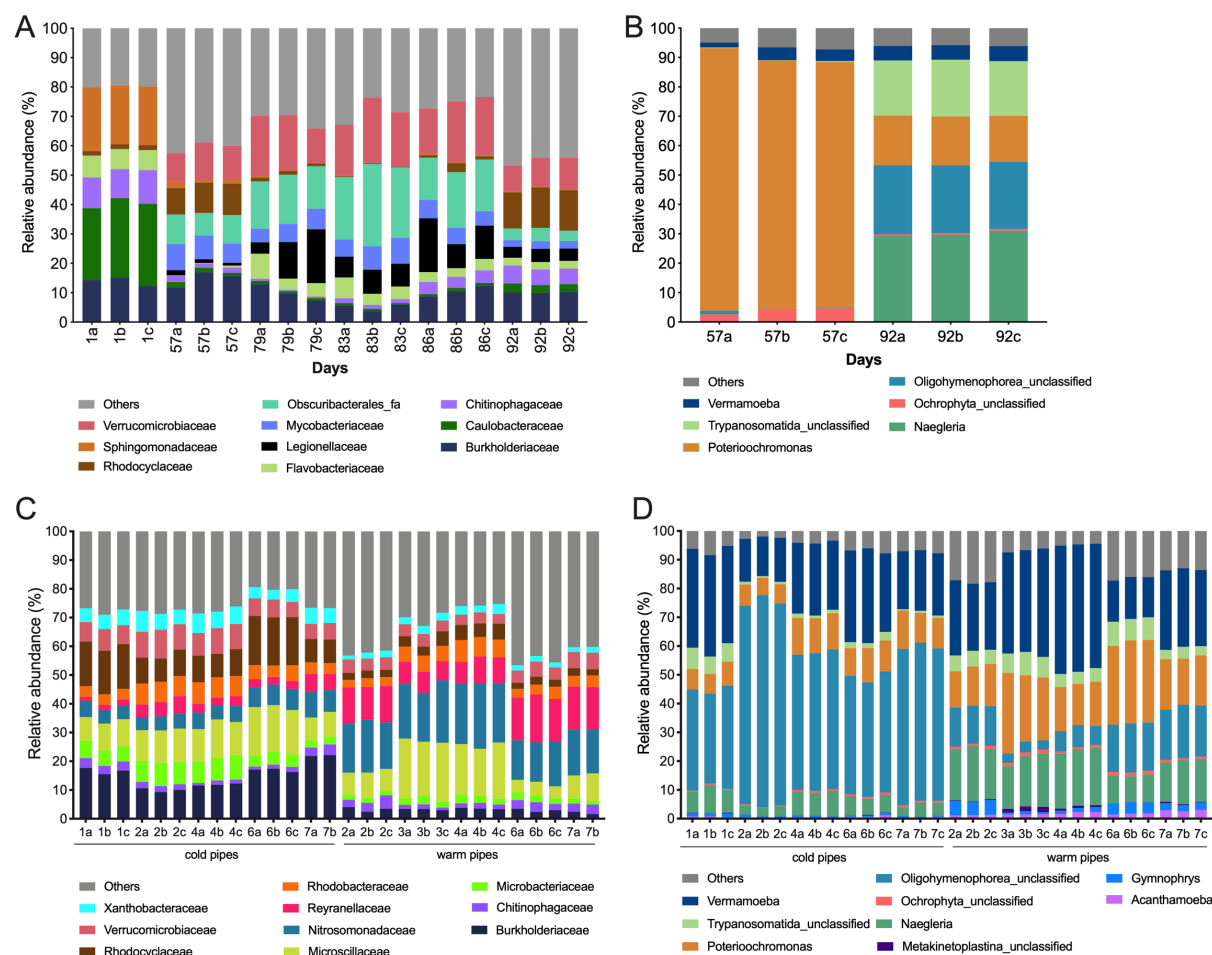 A
Relative abundance (%)
100
90
80
70
60
50
40
30
20
10
0
1a 1b 1c 57a 57b 57c 79a 79b 79c 83a 83b 83c 86a 86b 86c 92a 92b 92c
Days
Others
Verrucomicrobiaceae
Sphingomonadaceae
Rhodocyclaceae
Obscuribacterales_fa
Mycobacteriaceae
Legionellaceae
Flavobacteriaceae
Chitinophagaceae
Caulobacteraceae
Burkholderiaceae
B
Relative abundance (%)
100
90
80
70
60
50
40
30
20
10
0
57a 57b 57c 92a 92b 92c
Days
Others
Vermamoeba
Trypanosomatida_unclassified
Poteriochromonas
Oligohymenophorea_unclassified
Ochrophyta_unclassified
Naegleria
C
Relative abundance (%)
100
90
80
70
60
50
40
30
20
10
0
1a 1b 1c 2a 2b 2c 4a 4b 4c 6a 6b 6c 7a 7b 2a 2b 2c 3a 3b 3c 4a 4b 4c 6a 6b 6c 7a 7b
cold pipes warm pipes
Others
Xanthobacteraceae
Verrucomicrobiaceae
Rhodocyclaceae
Rhodobacteraceae
Reyranellaceae
Nitrosomonadaceae
Microscillaceae
Microbacteriaceae
Chitinophagaceae
Burkholderiaceae
D
Relative abundance (%)
100
90
80
70
60
50
40
30
20
10
0
1a 1b 1c 2a 2b 2c 4a 4b 4c 6a 6b 6c 7a 7b 7c 2a 2b 2c 3a 3b 3c 4a 4b 4c 6a 6b 6c 7a 7b 7c
cold pipes warm pipes
Others
Vermamoeba
Trypanosomatida_unclassified
Poterioochromonas
Oligohymenophorea_unclassified
Ochrophyta_unclassified
Naegleria
Metakinetoplastina_unclassified
Gymnophrys
Acanthamoeba